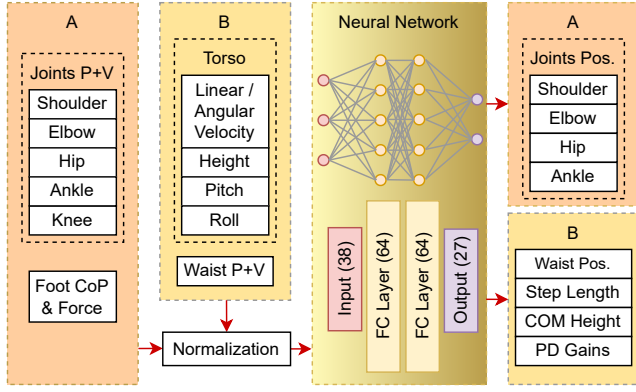 A
Joints P+V
Shoulder
Elbow
Hip
Ankle
Knee
Foot CoP
& Force
B
Torso
Linear /
Angular
Velocity
Height
Pitch
Roll
Waist P+V
Normalization
Neural Network
Input (38)
FC Layer (64)
FC Layer (64)
Output (27)
A
Joints Pos.
Shoulder
Elbow
Hip
Ankle
B
Waist Pos.
Step Length
COM Height
PD Gains